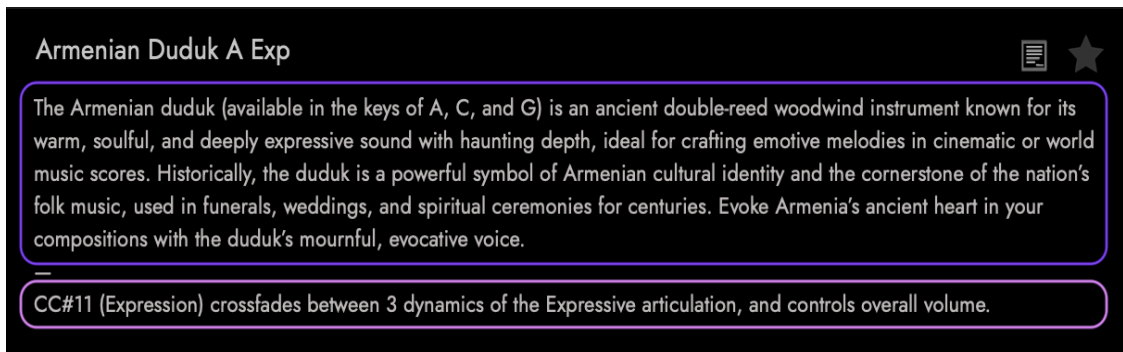 Armenian Duduk A Exp
The Armenian duduk (available in the keys of A, C, and G) is an ancient double-reed woodwind instrument known for its
warm, soulful, and deeply expressive sound with haunting depth, ideal for crafting emotive melodies in cinematic or world
music scores. Historically, the duduk is a powerful symbol of Armenian cultural identity and the cornerstone of the nation’s
folk music, used in funerals, weddings, and spiritual ceremonies for centuries. Evoke Armenia’s ancient heart in your
compositions with the duduk’s mournful, evocative voice.
—
CC#11 (Expression) crossfades between 3 dynamics of the Expressive articulation, and controls overall volume.